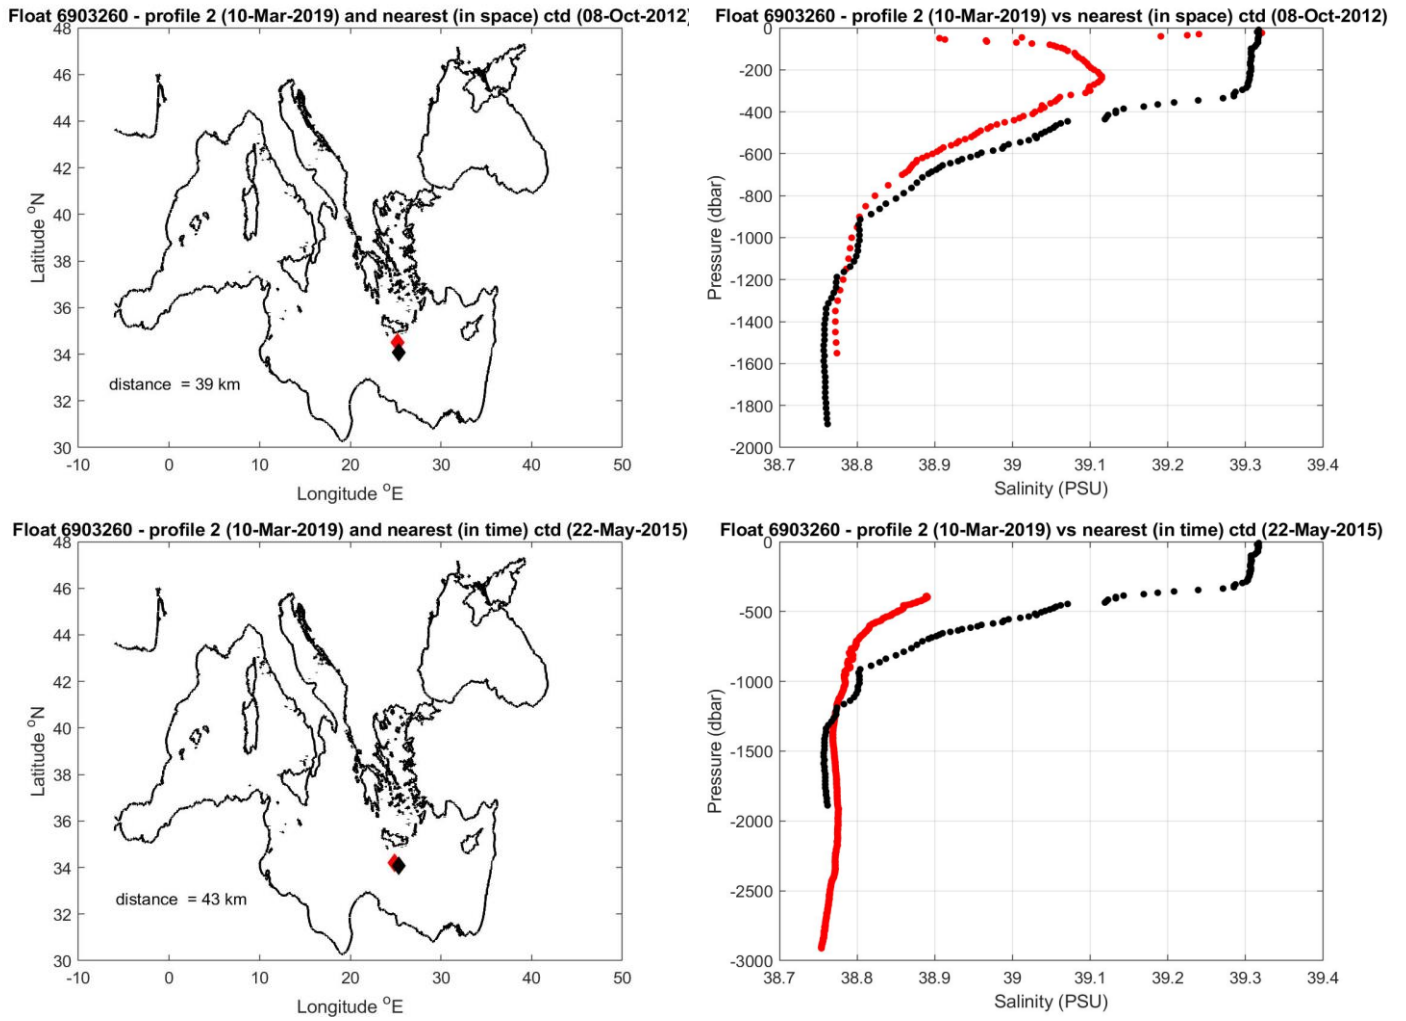 Float 6903260 - profile 2 (10-Mar-2019) and nearest (in space) ctd (08-Oct-2012)
48
46
44
42
40
38
36
34
32
30
Latitude °N
distance = 39 km
-10 0 10 20 30 40 50
Longitude °E
Float 6903260 - profile 2 (10-Mar-2019) vs nearest (in space) ctd (08-Oct-2012)
0
-200
-400
-600
-800
-1000
-1200
-1400
-1600
-1800
-2000
Pressure (dbar)
38.7 38.8 38.9 39 39.1 39.2 39.3 39.4
Salinity (PSU)
Float 6903260 - profile 2 (10-Mar-2019) and nearest (in time) ctd (22-May-2015)
48
46
44
42
40
38
36
34
32
30
Latitude °N
distance = 43 km
-10 0 10 20 30 40 50
Longitude °E
Float 6903260 - profile 2 (10-Mar-2019) vs nearest (in time) ctd (22-May-2015)
0
-500
-1000
-1500
-2000
-2500
-3000
Pressure (dbar)
38.7 38.8 38.9 39 39.1 39.2 39.3 39.4
Salinity (PSU)